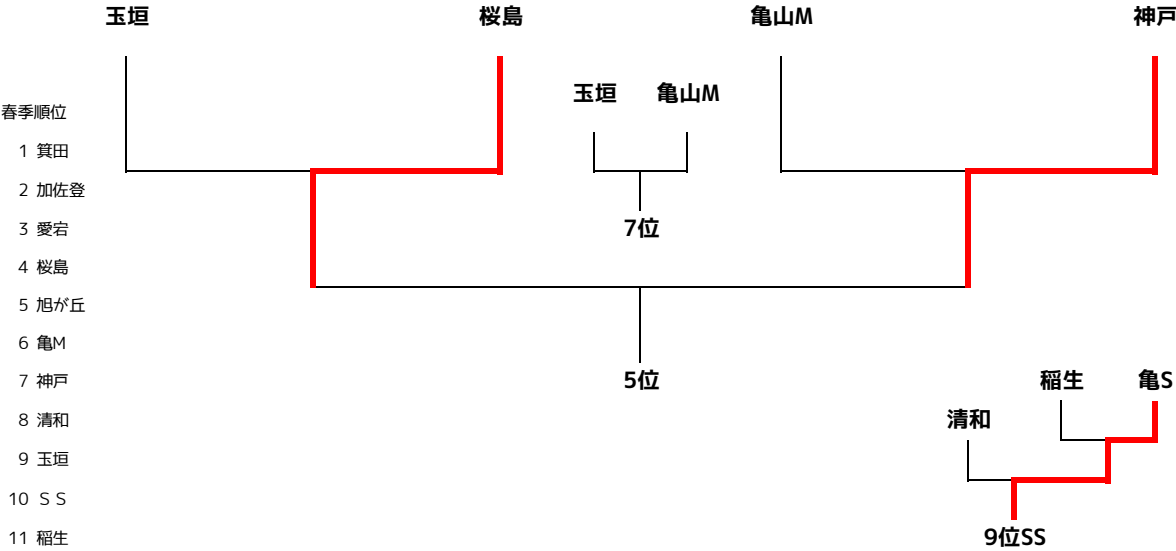 玉垣 桜島 亀山M 神戸
玉垣 亀山M
春季順位
1 箕田
2 加佐登
3 愛宕
7位
4 桜島
5 旭が丘
6 亀M
7 神戸
5位
稲生 亀S
8 清和
清和
9 玉垣
10 ＳＳ
11 稲生
9位SS